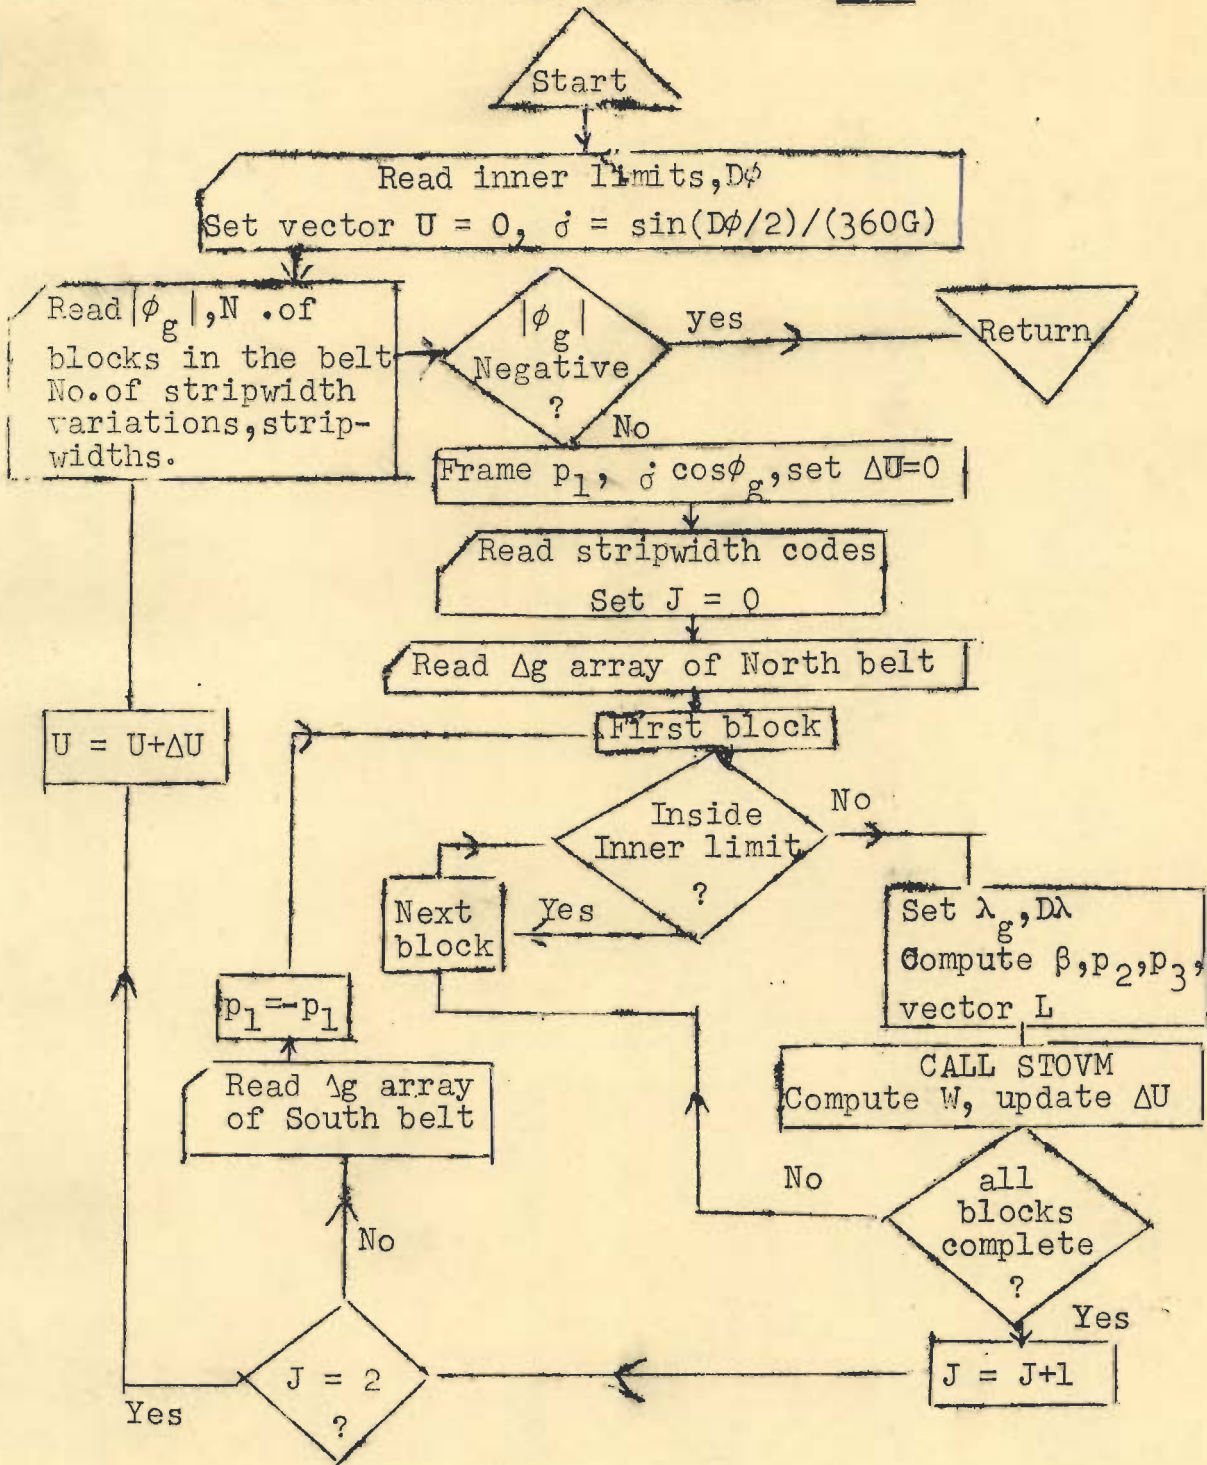 Start
Read inner limits,Dϕ
Set vector U = 0, σ̇ = sin(Dϕ/2)/(360G)
Read |ϕg|,N .of
blocks in the belt
No.of stripwidth
variations,strip-
widths.
|ϕg|
Negative
?
yes
Return
No
Frame p1, σ̇ cosϕg,set ΔU=0
Read stripwidth codes
Set J = 0
Read Δg array of North belt
First block
U = U+ΔU
Inside
Inner limit
?
No
Yes
Next
block
Set λg,Dλ
Compute β,p2,p3,
vector L
p1=-p1
CALL STOVM
Compute W, update ΔU
Read Δg array
of South belt
No
all
blocks
complete
?
No
Yes
J = J+1
J = 2
?
Yes